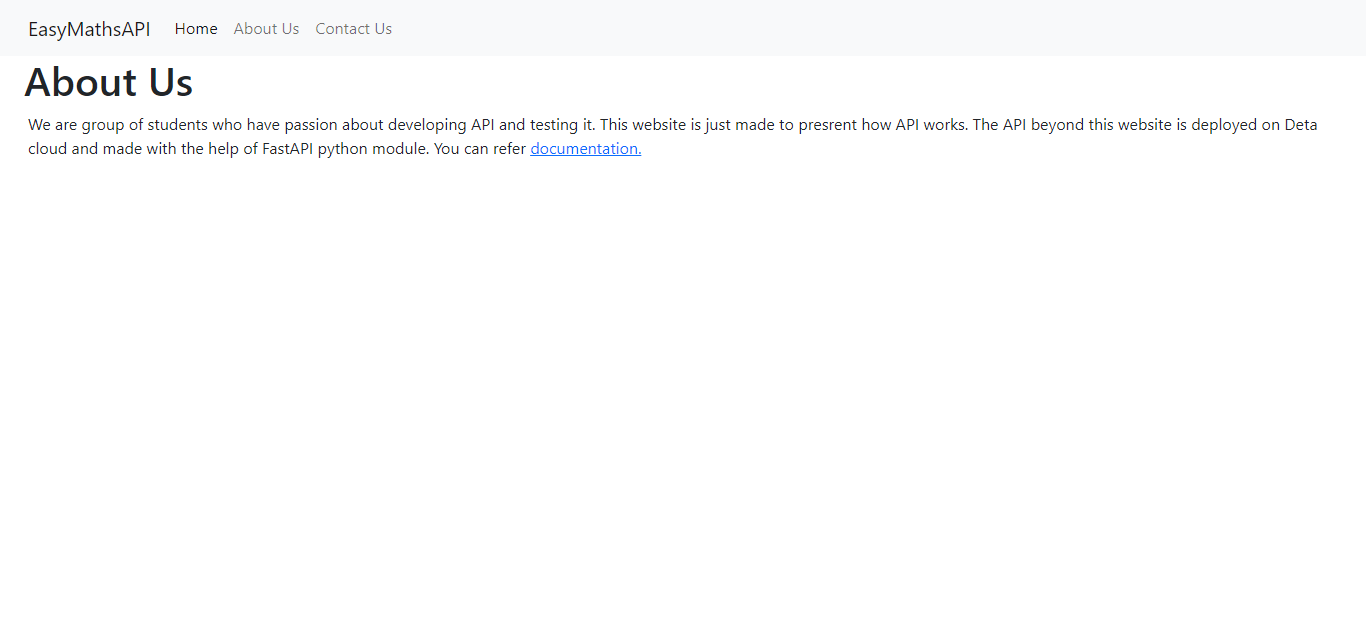 EasyMathsAPI Home About Us Contact Us
About Us
We are group of students who have passion about developing API and testing it. This website is just made to presrent how API works. The API beyond this website is deployed on Deta
cloud and made with the help of FastAPI python module. You can refer documentation.